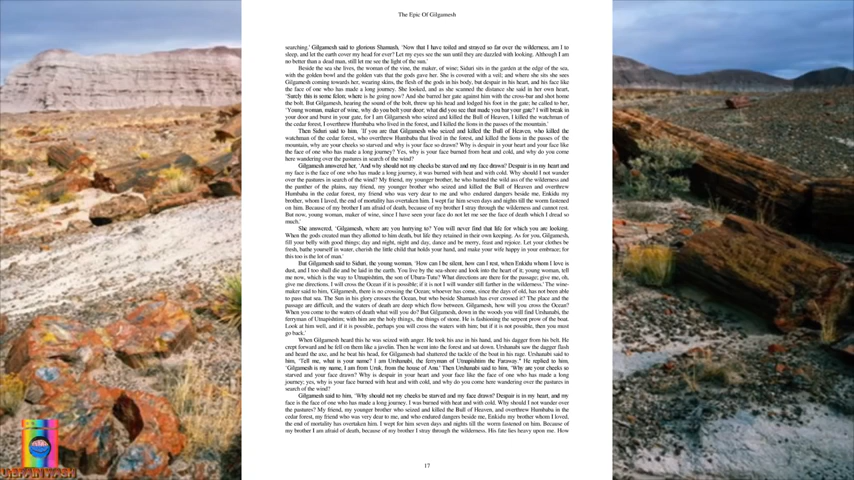 The Epic Of Gilgamesh
searching.' Gilgamesh said to glorious Shamash, 'Now that I have toiled and strayed so far over the wilderness, am I to
sleep, and let the earth cover my head for ever? Let my eyes see the sun until they are dazzled with looking. Although I am
no better than a dead man, still let me see the light of the sun.'
Beside the sea she lives, the woman of the vine, the maker, of wine; Siduri sits in the garden at the edge of the sea,
with the golden bowl and the golden vats that the gods gave her. She is covered with a veil; and where she sits she sees
Gilgamesh coming towards her, wearing skins, the flesh of the gods in his body, but despair in his heart, and his face like
the face of one who has made a long journey. She looked, and as she scanned the distance she said in her own heart,
'Surely this is some felon; where is he going now? And she barred her gate against him with the cross-bar and shot home
the bolt. But Gilgamesh, hearing the sound of the bolt, threw up his head and lodged his foot in the gate; he called to her,
'Young woman, maker of wine, why do you bolt your door; what did you see that made you bar your gate? I will break in
your door and burst in your gate, for I am Gilgamesh who seized and killed the Bull of Heaven, I killed the watchman of
the cedar forest, I overthrew Humbaba who lived in the forest, and I killed the lions in the passes of the mountain.'
Then Siduri said to him, 'If you are that Gilgamesh who seized and killed the Bull of Heaven, who killed the
watchman of the cedar forest, who overthrew Humbaba that lived in the forest, and killed the lions in the passes of the
mountain, why are your cheeks so starved and why is your face so drawn? Why is despair in your heart and your face like
the face of one who has made a long journey? Yes, why is your face burned from heat and cold, and why do you come
here wandering over the pastures in search of the wind?
Gilgamesh answered her, 'And why should not my cheeks be starved and my face drawn? Despair is in my heart and
my face is the face of one who has made a long journey, it was burned with heat and with cold. Why should I not wander
over the pastures in search of the wind? My friend, my younger brother, he who hunted the wild ass of the wilderness and
the panther of the plains, my friend, my younger brother who seized and killed the Bull of Heaven and overthrew
Humbaba in the cedar forest, my friend who was very dear to me and who endured dangers beside me, Enkidu my
brother, whom I loved, the end of mortality has overtaken him. I wept for him seven days and nights till the worm fastened
on him. Because of my brother I am afraid of death, because of my brother I stray through the wilderness and cannot rest.
But now, young woman, maker of wine, since I have seen your face do not let me see the face of death which I dread so
much.'
She answered, 'Gilgamesh, where are you hurrying to? You will never find that life for which you are looking.
When the gods created man they allotted to him death, but life they retained in their own keeping. As for you, Gilgamesh,
fill your belly with good things; day and night, night and day, dance and be merry, feast and rejoice. Let your clothes be
fresh, bathe yourself in water, cherish the little child that holds your hand, and make your wife happy in your embrace; for
this too is the lot of man.'
But Gilgamesh said to Siduri, the young woman, 'How can I be silent, how can I rest, when Enkidu whom I love is
dust, and I too shall die and be laid in the earth. You live by the sea-shore and look into the heart of it; young woman, tell
me now, which is the way to Utnapishtim, the son of Ubara-Tutu? What directions are there for the passage; give me, oh,
give me directions. I will cross the Ocean if it is possible; if it is not I will wander still farther in the wilderness.' The wine-
maker said to him, 'Gilgamesh, there is no crossing the Ocean; whoever has come, since the days of old, has not been able
to pass that sea. The Sun in his glory crosses the Ocean, but who beside Shamash has ever crossed it? The place and the
passage are difficult, and the waters of death are deep which flow between. Gilgamesh, how will you cross the Ocean?
When you come to the waters of death what will you do? But Gilgamesh, down in the woods you will find Urshanabi, the
ferryman of Utnapishtim; with him are the holy things, the things of stone. He is fashioning the serpent prow of the boat.
Look at him well, and if it is possible, perhaps you will cross the waters with him; but if it is not possible, then you must
go back.'
When Gilgamesh heard this he was seized with anger. He took his axe in his hand, and his dagger from his belt. He
crept forward and he fell on them like a javelin. Then he went into the forest and sat down. Urshanabi saw the dagger flash
and heard the axe, and he beat his head, for Gilgamesh had shattered the tackle of the boat in his rage. Urshanabi said to
him, 'Tell me, what is your name? I am Urshanabi, the ferryman of Utnapishtim the Faraway." He replied to him,
'Gilgamesh is my name, I am from Uruk, from the house of Anu.' Then Urshanabi said to him, 'Why are your cheeks so
starved and your face drawn? Why is despair in your heart and your face like the face of one who has made a long
journey; yes, why is your face burned with heat and with cold, and why do you come here wandering over the pastures in
search of the wind?
Gilgamesh said to him, 'Why should not my cheeks be starved and my face drawn? Despair is in my heart, and my
face is the face of one who has made a long journey. I was burned with heat and with cold. Why should I not wander over
the pastures? My friend, my younger brother who seized and killed the Bull of Heaven, and overthrew Humbaba in the
cedar forest, my friend who was very dear to me, and who endured dangers beside me, Enkidu my brother whom I loved,
the end of mortality has overtaken him. I wept for him seven days and nights till the worm fastened on him. Because of
my brother I am afraid of death, because of my brother I stray through the wilderness. His fate lies heavy upon me. How
17